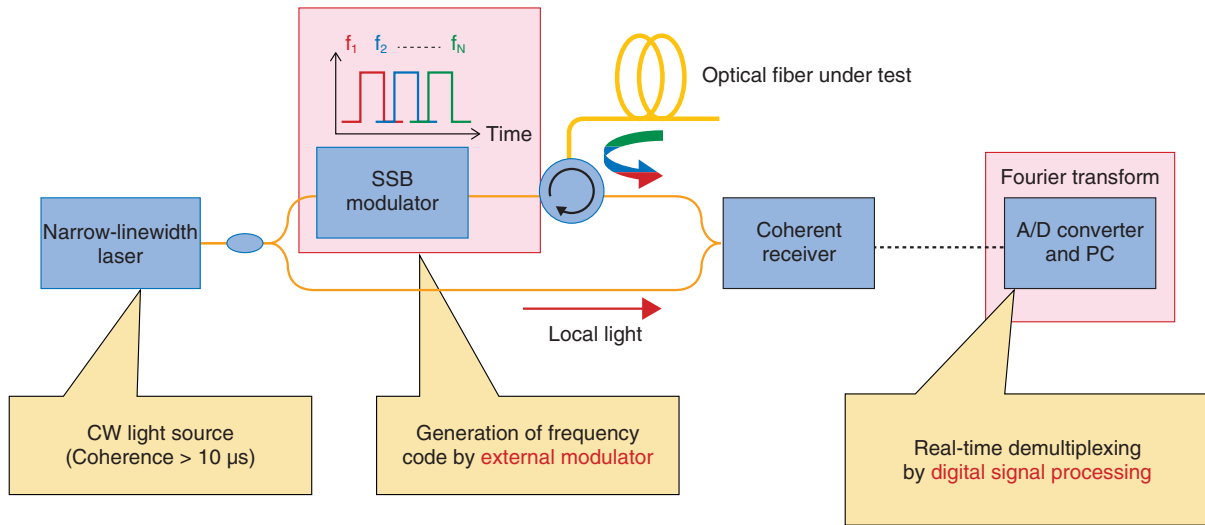 f1 f2 fN
Time
Optical fiber under test
SSB
modulator
Fourier transform
Narrow-linewidth
laser
Coherent
receiver
A/D converter
and PC
Local light
CW light source
(Coherence > 10 μs)
Generation of frequency
code by external modulator
Real-time demultiplexing
by digital signal processing